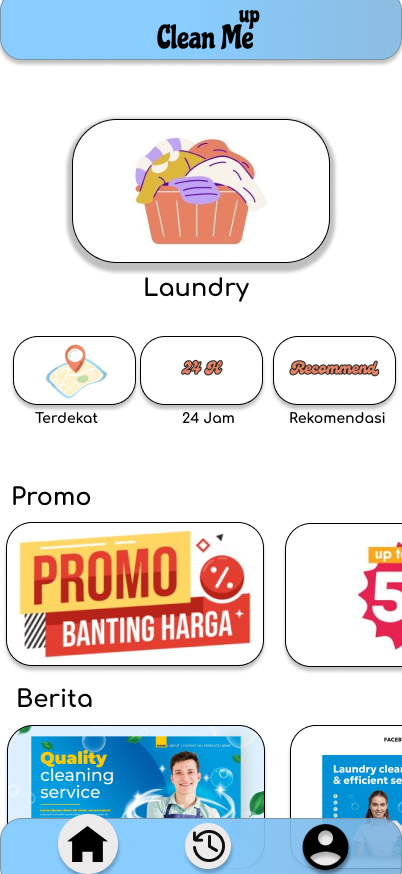 up
Clean Me
Laundry
24 H
Recommend
Terdekat
24 Jam
Rekomendasi
Promo
PROMO
BANTING HARGA
%
up
5
Berita
Quality
cleaning
service
FACEB
Laundry clea
& efficient se